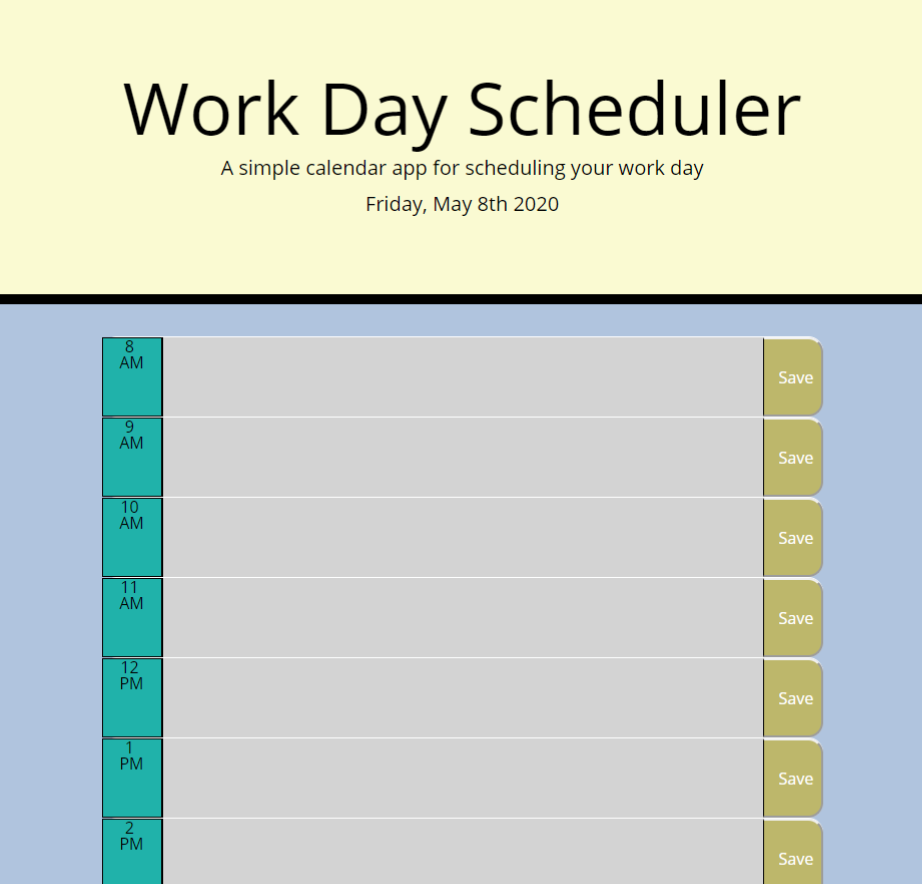 Work Day Scheduler
A simple calendar app for scheduling your work day
Friday, May 8th 2020
8
AM
Save
9
AM
Save
10
AM
Save
11
AM
Save
12
PM
Save
1
PM
Save
2
PM
Save